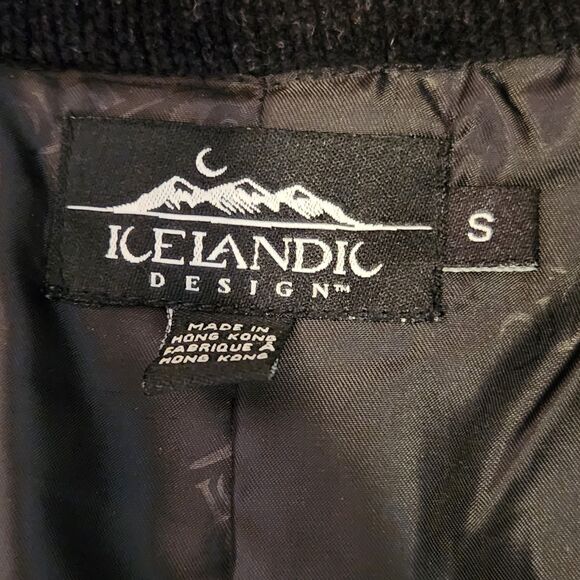 ICELANDIC
DESIGN™
S
MADE IN
HONG KONG
FABRIQUE À
HONG KONG